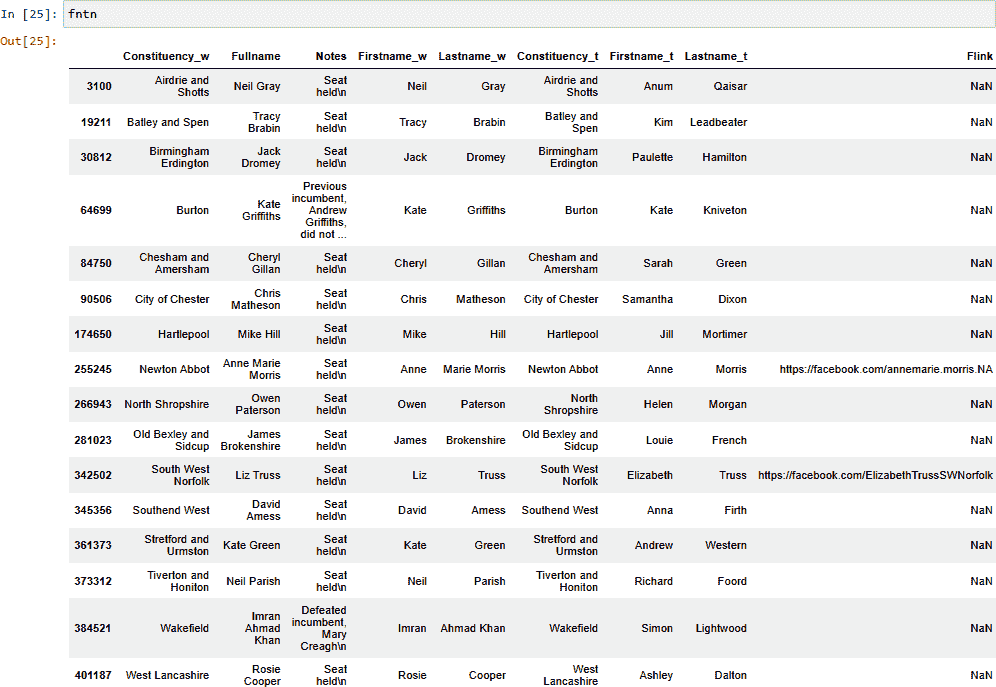 In [25]: fntn
Out[25]:
Constituency_w Fullname Notes Firstname_w Lastname_w Constituency_t Firstname_t Lastname_t Flink
3100 Airdrie and Shotts Neil Gray Seat held\n Neil Gray Airdrie and Shotts Anum Qaisar NaN
19211 Batley and Spen Tracy Brabin Seat held\n Tracy Brabin Batley and Spen Kim Leadbeater NaN
30812 Birmingham Erdington Jack Dromey Seat held\n Jack Dromey Birmingham Erdington Paulette Hamilton NaN
64699 Burton Kate Griffiths Previous incumbent, Andrew Griffiths, did not ... Kate Griffiths Burton Kate Kniveton NaN
84750 Chesham and Amersham Cheryl Gillan Seat held\n Cheryl Gillan Chesham and Amersham Sarah Green NaN
90506 City of Chester Chris Matheson Seat held\n Chris Matheson City of Chester Samantha Dixon NaN
174650 Hartlepool Mike Hill Seat held\n Mike Hill Hartlepool Jill Mortimer NaN
255245 Newton Abbot Anne Marie Morris Seat held\n Anne Marie Morris Newton Abbot Anne Morris https://facebook.com/annemarie.morris.NA
266943 North Shropshire Owen Paterson Seat held\n Owen Paterson North Shropshire Helen Morgan NaN
281023 Old Bexley and Sidcup James Brokenshire Seat held\n James Brokenshire Old Bexley and Sidcup Louie French NaN
342502 South West Norfolk Liz Truss Seat held\n Liz Truss South West Norfolk Elizabeth Truss https://facebook.com/ElizabethTrussSWNorfolk
345356 Southend West David Amess Seat held\n David Amess Southend West Anna Firth NaN
361373 Stretford and Urmston Kate Green Seat held\n Kate Green Stretford and Urmston Andrew Western NaN
373312 Tiverton and Honiton Neil Parish Seat held\n Neil Parish Tiverton and Honiton Richard Foord NaN
384521 Wakefield Imran Ahmad Khan Defeated incumbent, Mary Creagh\n Imran Ahmad Khan Wakefield Simon Lightwood NaN
401187 West Lancashire Rosie Cooper Seat held\n Rosie Cooper West Lancashire Ashley Dalton NaN